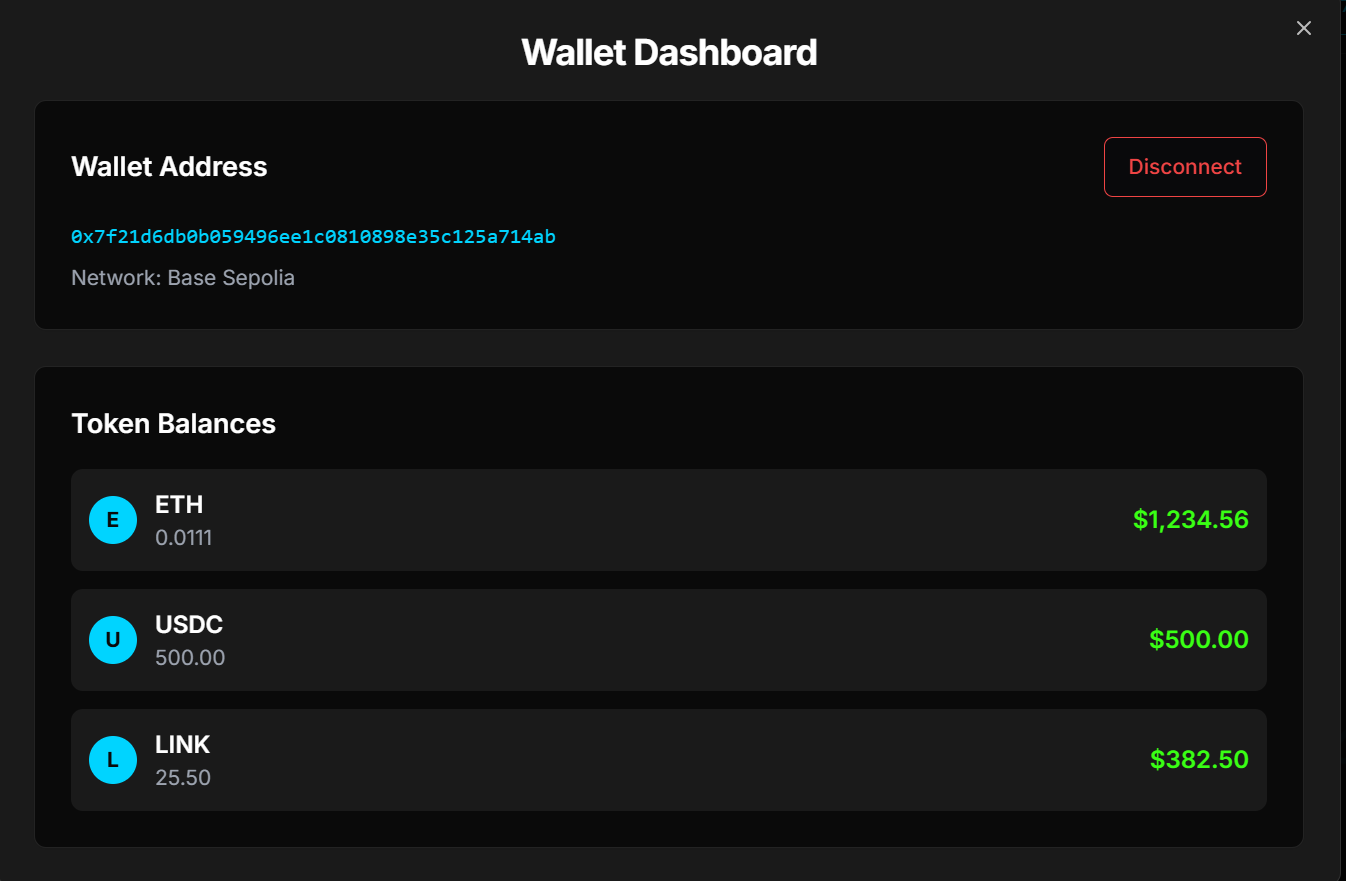 Wallet Dashboard
Wallet Address
Disconnect
0x7f21d6db0b059496ee1c0810898e35c125a714ab
Network: Base Sepolia
Token Balances
E
ETH
0.0111
$1,234.56
U
USDC
500.00
$500.00
L
LINK
25.50
$382.50